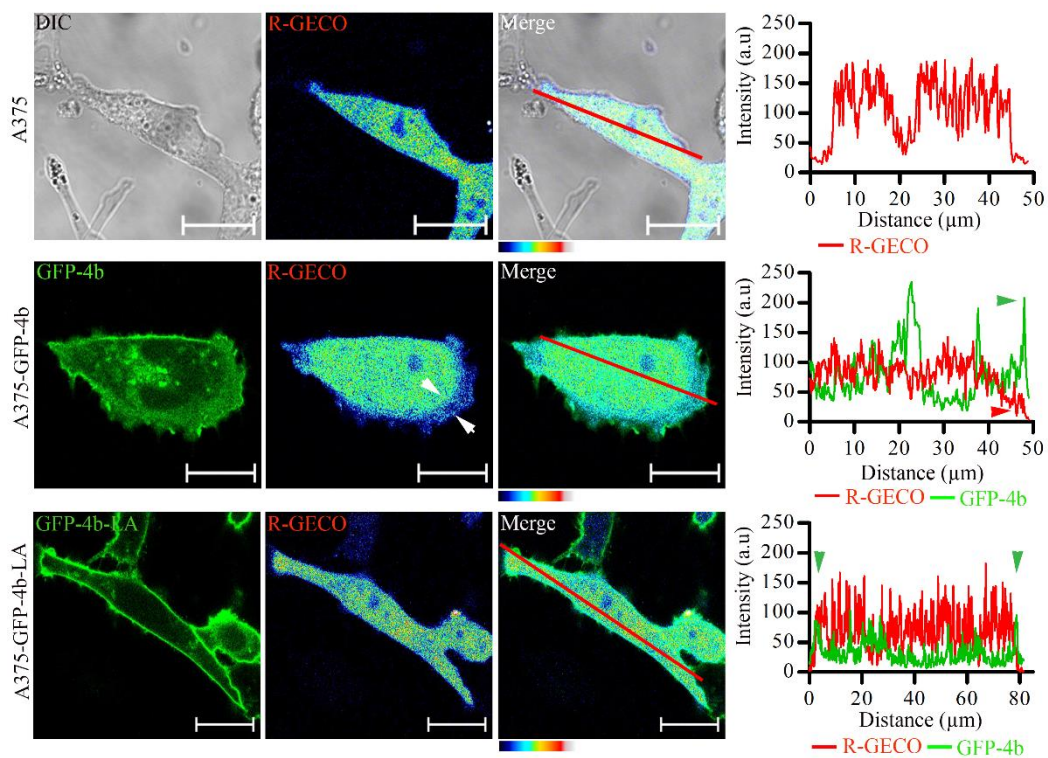 DIC
R-GECO
Merge
A375
Intensity (a.u)
250
200
150
100
50
0
0 10 20 30 40 50
Distance (µm)
R-GECO
GFP-4b
R-GECO
Merge
A375-GFP-4b
Intensity (a.u)
250
200
150
100
50
0
0 10 20 30 40 50
Distance (µm)
R-GECO GFP-4b
GFP-4b-LA
R-GECO
Merge
A375-GFP-4b-LA
Intensity (a.u)
250
200
150
100
50
0
0 20 40 60 80
Distance (µm)
R-GECO GFP-4b